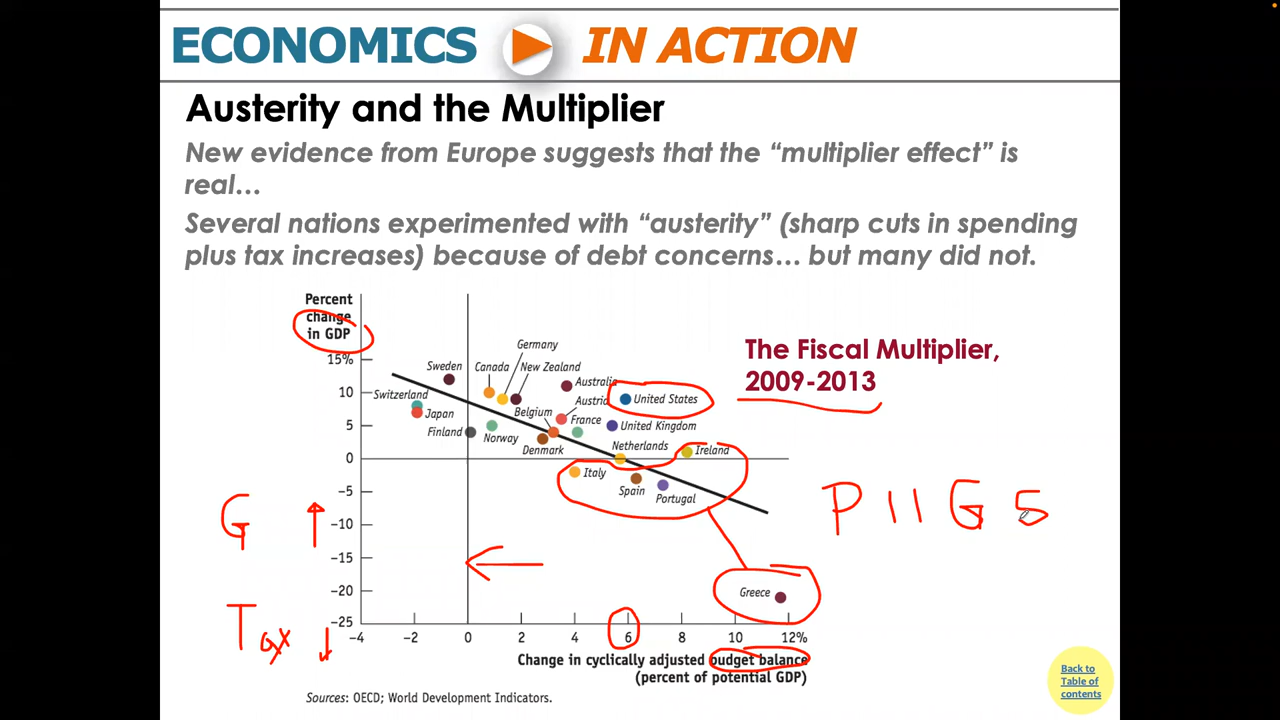 ECONOMICS IN ACTION
Austerity and the Multiplier
New evidence from Europe suggests that the “multiplier effect” is
real…
Several nations experimented with “austerity” (sharp cuts in spending
plus tax increases) because of debt concerns… but many did not.
Percent
change
in GDP
The Fiscal Multiplier,
2009-2013
15%
10
5
0
-5
-10
-15
-20
-25
Germany
Sweden
Canada
New Zealand
Australia
Switzerland
Japan
Belgium
Austria
United States
Finland
Norway
France
United Kingdom
Denmark
Netherlands
Ireland
Italy
Spain
Portugal
Greece
G
P I I G S
Tax
-4 -2 0 2 4 6 8 10 12%
Change in cyclically adjusted budget balance
(percent of potential GDP)
Sources: OECD; World Development Indicators.
Back to
Table of
contents